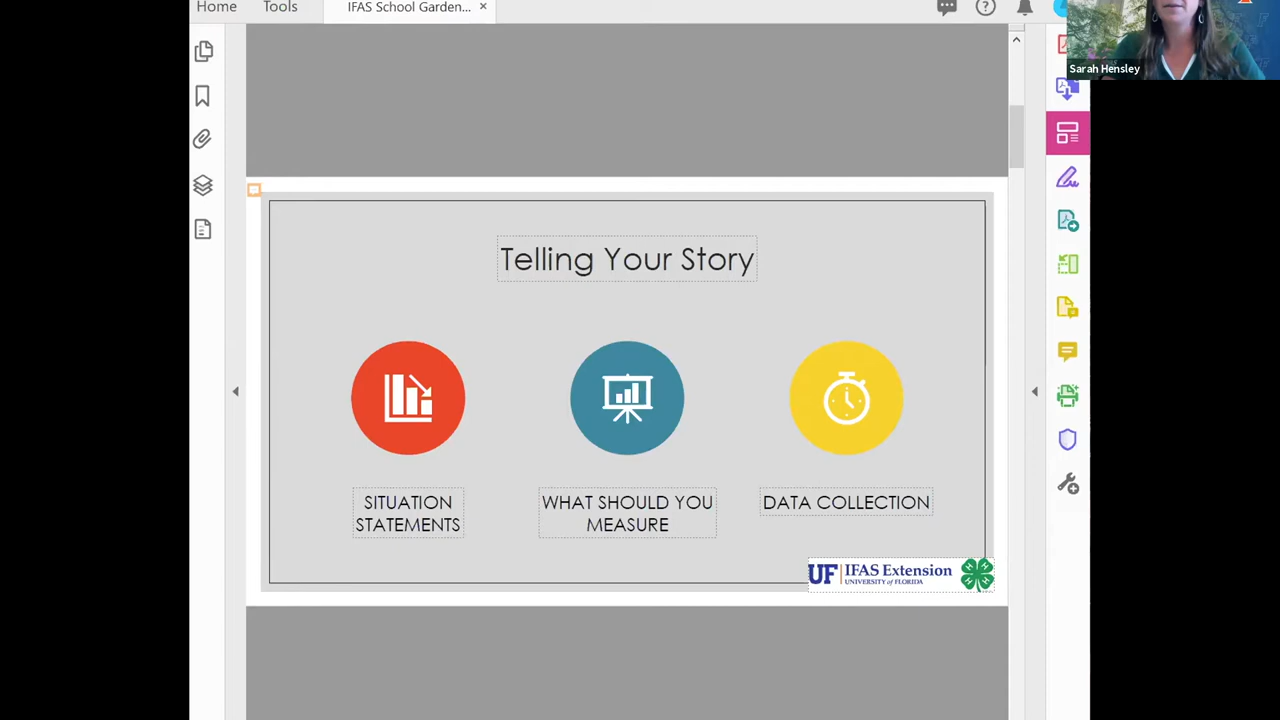 Home
Tools
IFAS School Garden...
Sarah Hensley
Telling Your Story
SITUATION
STATEMENTS
WHAT SHOULD YOU
MEASURE
DATA COLLECTION
UF IFAS Extension
UNIVERSITY of FLORIDA